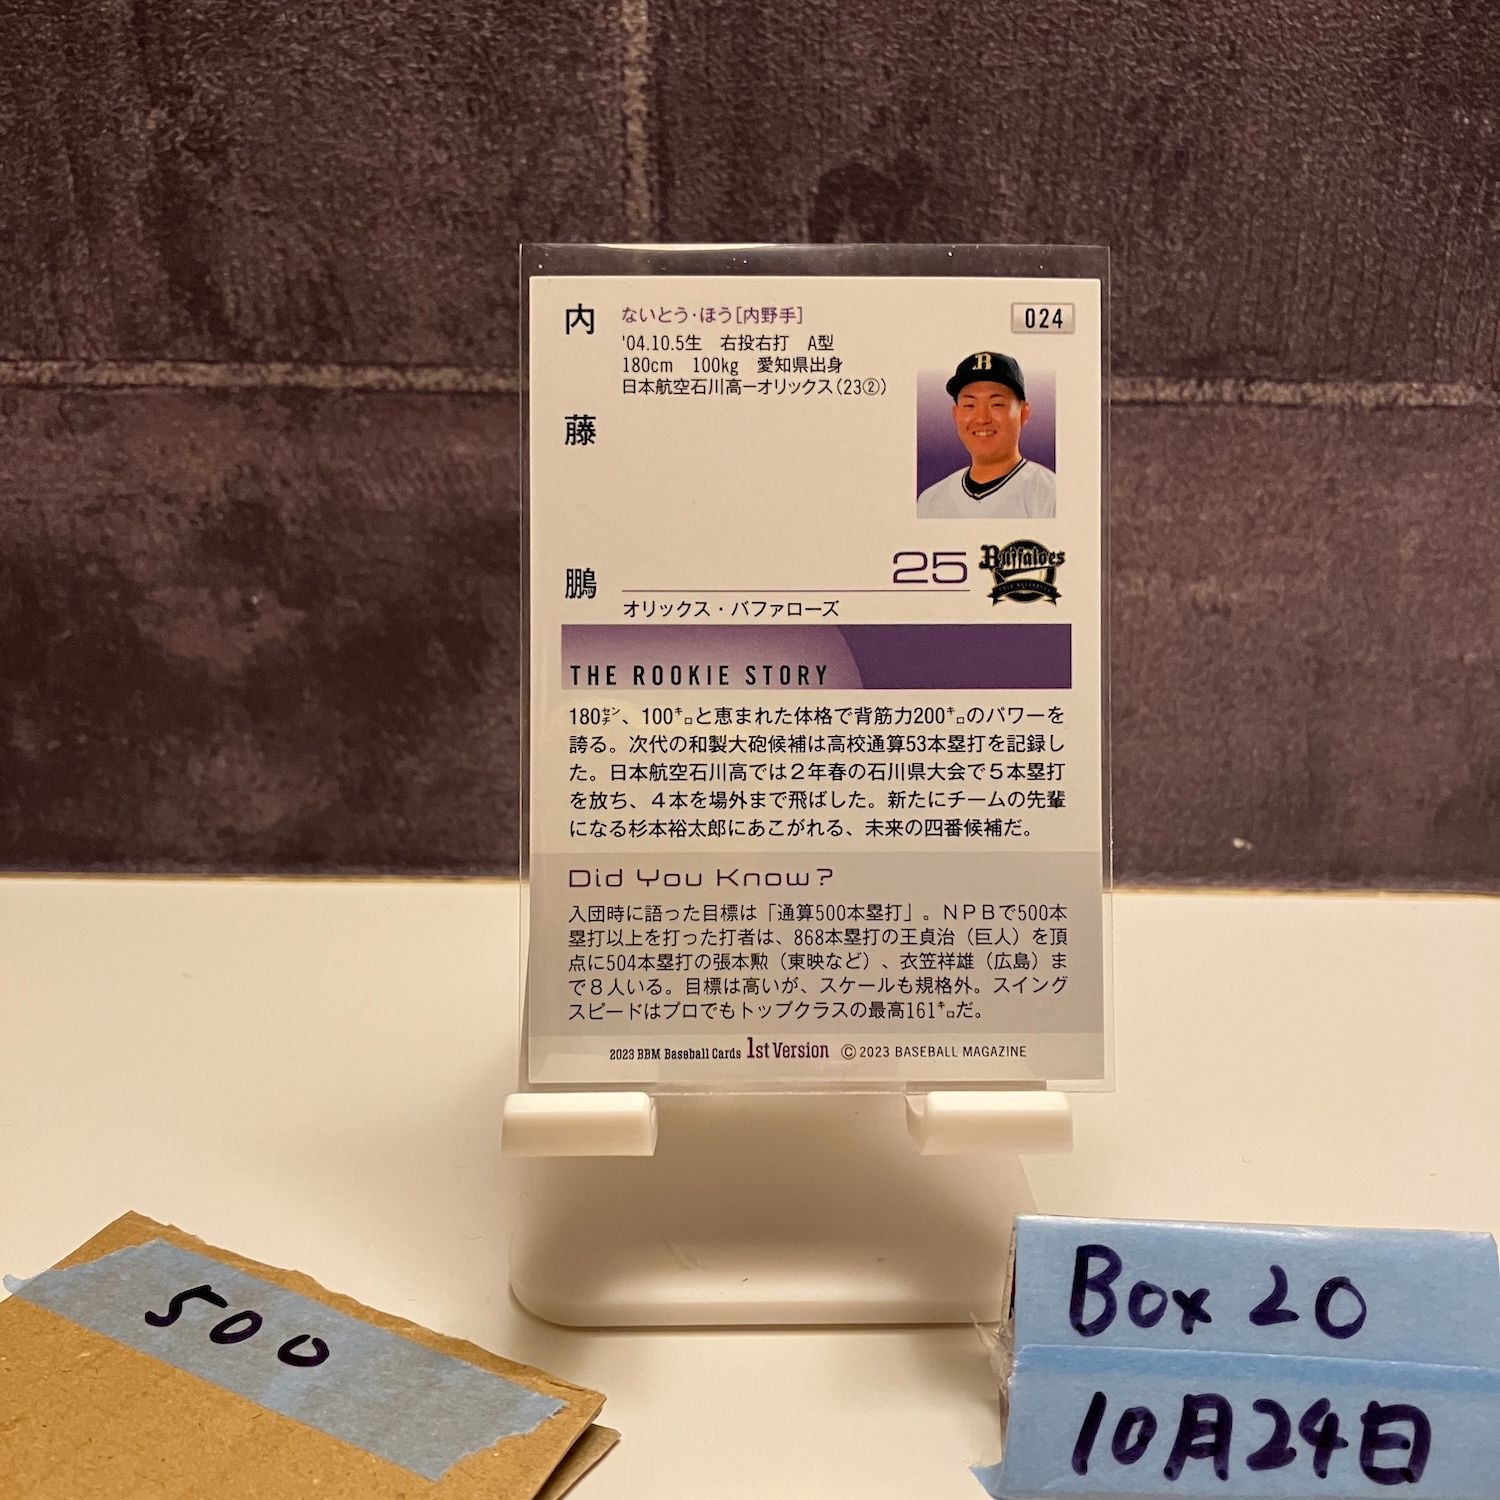 内藤鵬
ないとう・ほう[内野手]
'04.10.5生　右投右打　A型
180cm　100kg　愛知県出身
日本航空石川高ーオリックス(23②)
024
B
25
Buffaloes
オリックス・バファローズ
THE ROOKIE STORY
180㌢、100㌔と恵まれた体格で背筋力200㌔のパワーを
誇る。次代の和製大砲候補は高校通算53本塁打を記録し
た。日本航空石川高では2年春の石川県大会で5本塁打
を放ち、4本を場外まで飛ばした。新たにチームの先輩
になる杉本裕太郎にあこがれる、未来の四番候補だ。
Did You Know?
入団時に語った目標は「通算500本塁打」。NPBで500本
塁打以上を打った打者は、868本塁打の王貞治（巨人）を頂
点に504本塁打の張本勲（東映など）、衣笠祥雄（広島）ま
で8人いる。目標は高いが、スケールも規格外。スイング
スピードはプロでもトップクラスの最高161㌔だ。
2023 BBM Baseball Cards 1st Version ©2023 BASEBALL MAGAZINE
500
Box 20
10月24日